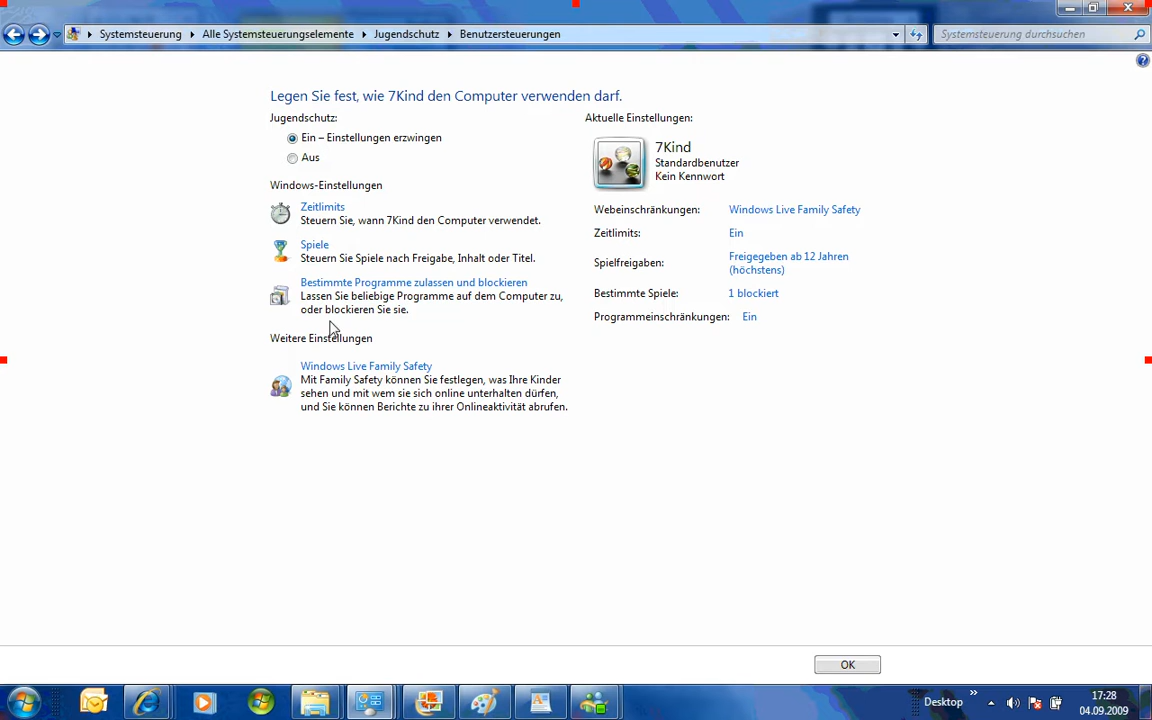 Systemsteuerung Alle Systemsteuerungselemente Jugendschutz Benutzersteuerungen
Systemsteuerung durchsuchen
Legen Sie fest, wie 7Kind den Computer verwenden darf.
Jugendschutz:
Ein – Einstellungen erzwingen
Aus
Windows-Einstellungen
Zeitlimits
Steuern Sie, wann 7Kind den Computer verwendet.
Spiele
Steuern Sie Spiele nach Freigabe, Inhalt oder Titel.
Bestimmte Programme zulassen und blockieren
Lassen Sie beliebige Programme auf dem Computer zu,
oder blockieren Sie sie.
Weitere Einstellungen
Windows Live Family Safety
Mit Family Safety können Sie festlegen, was Ihre Kinder
sehen und mit wem sie sich online unterhalten dürfen,
und Sie können Berichte zu ihrer Onlineaktivität abrufen.
Aktuelle Einstellungen:
7Kind
Standardbenutzer
Kein Kennwort
Webeinschränkungen: Windows Live Family Safety
Zeitlimits: Ein
Spielfreigaben: Freigegeben ab 12 Jahren
(höchstens)
Bestimmte Spiele: 1 blockiert
Programmeinschränkungen: Ein
OK
Desktop
17:28
04.09.2009